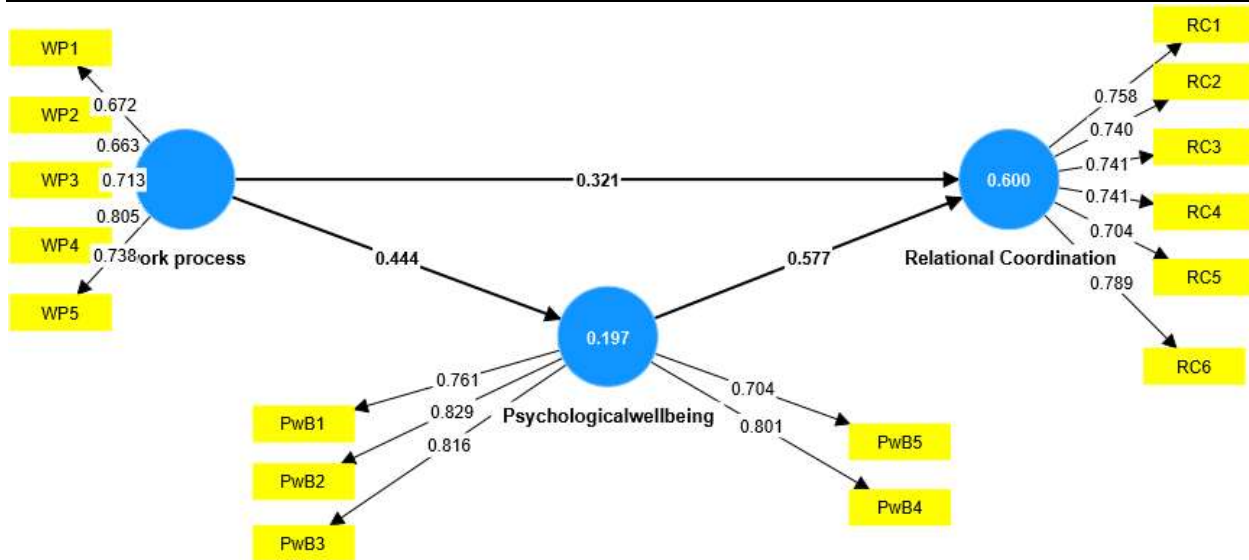 WP1
WP2
WP3
WP4
WP5
0.672
0.663
0.713
0.805
0.738
ork process
0.321
0.444
0.577
0.197
Psychologicalwellbeing
0.600
Relational Coordination
RC1
RC2
RC3
RC4
RC5
RC6
0.758
0.740
0.741
0.741
0.704
0.789
PwB1
PwB2
PwB3
0.761
0.829
0.816
0.704
0.801
PwB5
PwB4